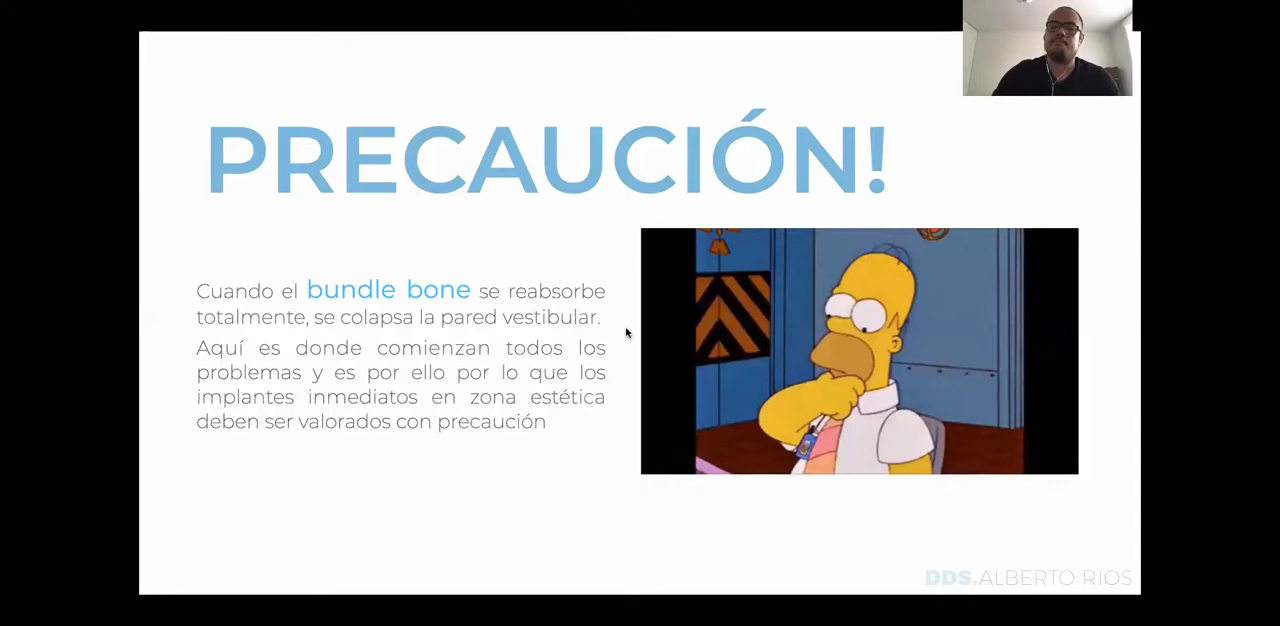 PRECAUCIÓN!
Cuando el bundle bone se reabsorbe
totalmente, se colapsa la pared vestibular.
Aquí es donde comienzan todos los
problemas y es por ello por lo que los
implantes inmediatos en zona estética
deben ser valorados con precaución
DDS.ALBERTO RIOS